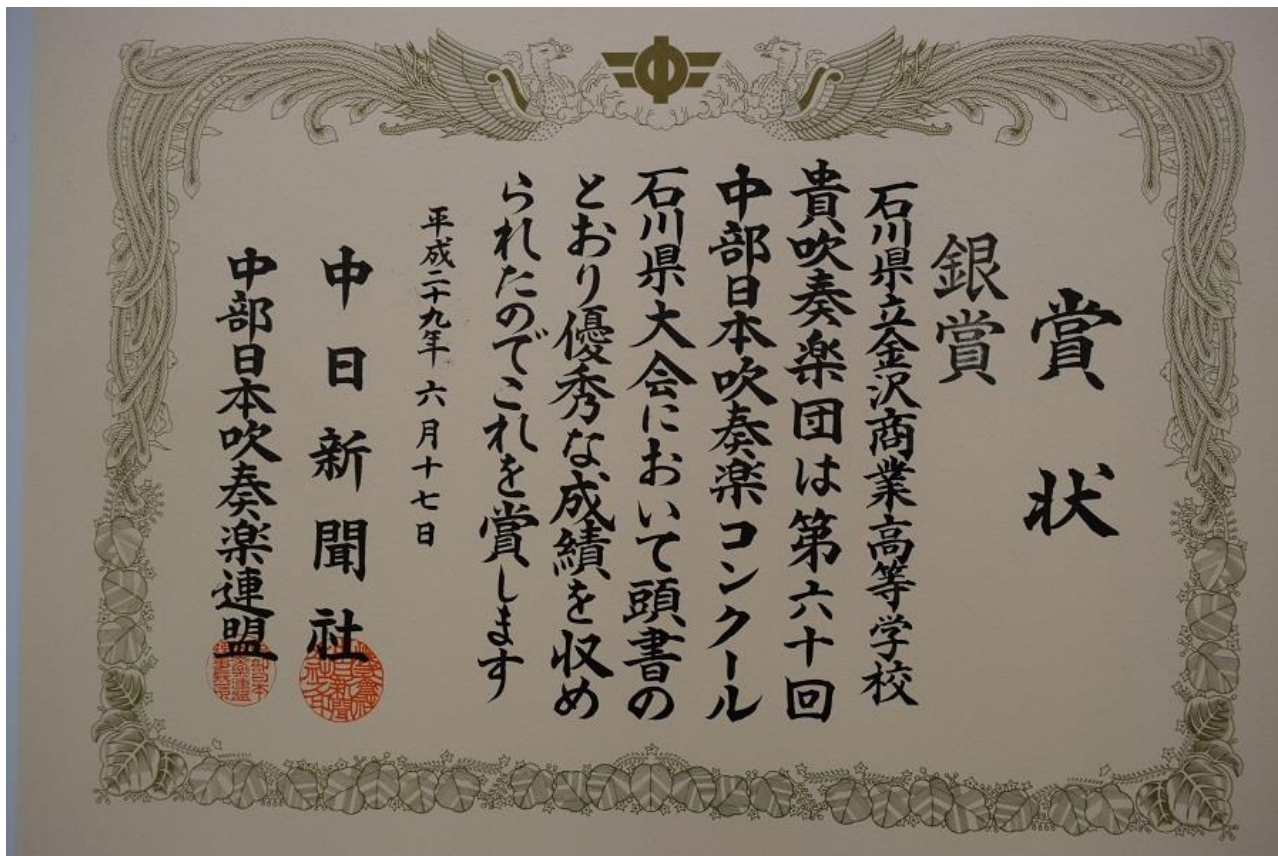 賞状
銀賞
石川県立金沢商業高等学校
貴吹奏楽団は第六十回
中部日本吹奏楽コンクール
石川県大会において頭書の
とおり優秀な成績を収め
られたのでこれを賞します
平成二十九年 六月十七日
中日新聞社
中部日本吹奏楽連盟